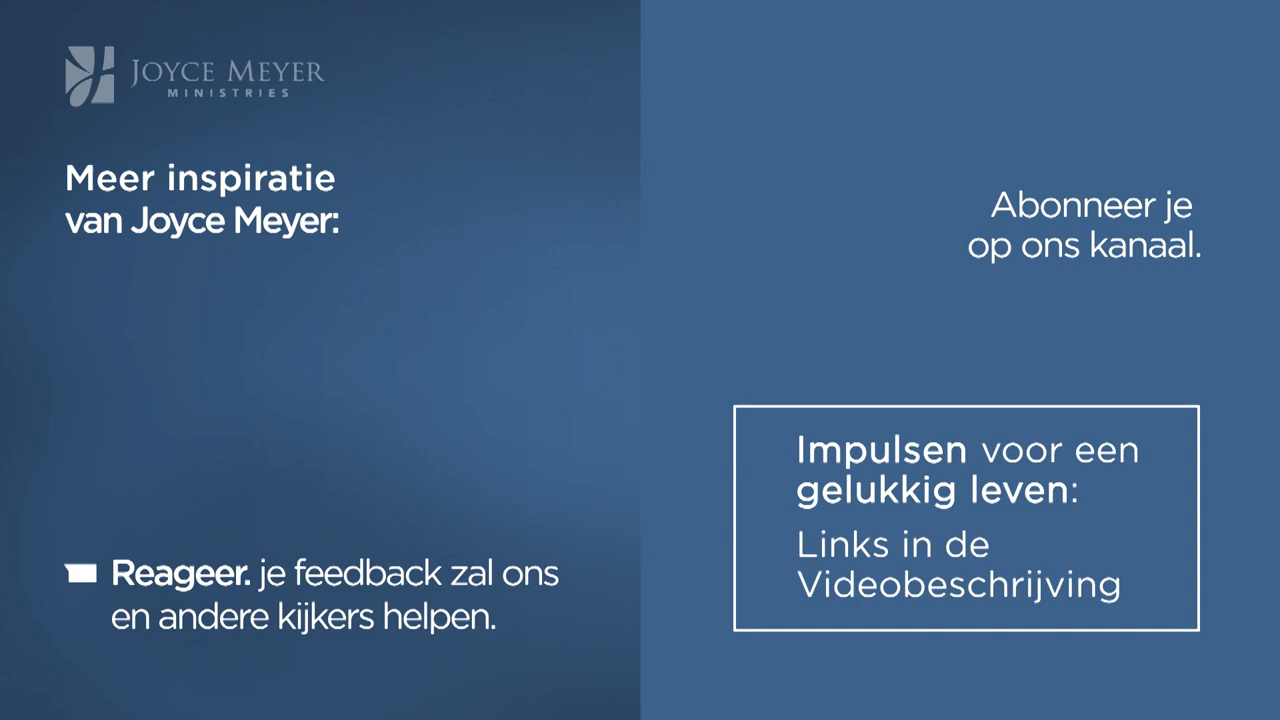 JOYCE MEYER
MINISTRIES
Meer inspiratie
van Joyce Meyer:
Abonneer je
op ons kanaal.
Impulsen voor een
gelukkig leven:
Links in de
Videobeschrijving
Reageer. je feedback zal ons
en andere kijkers helpen.